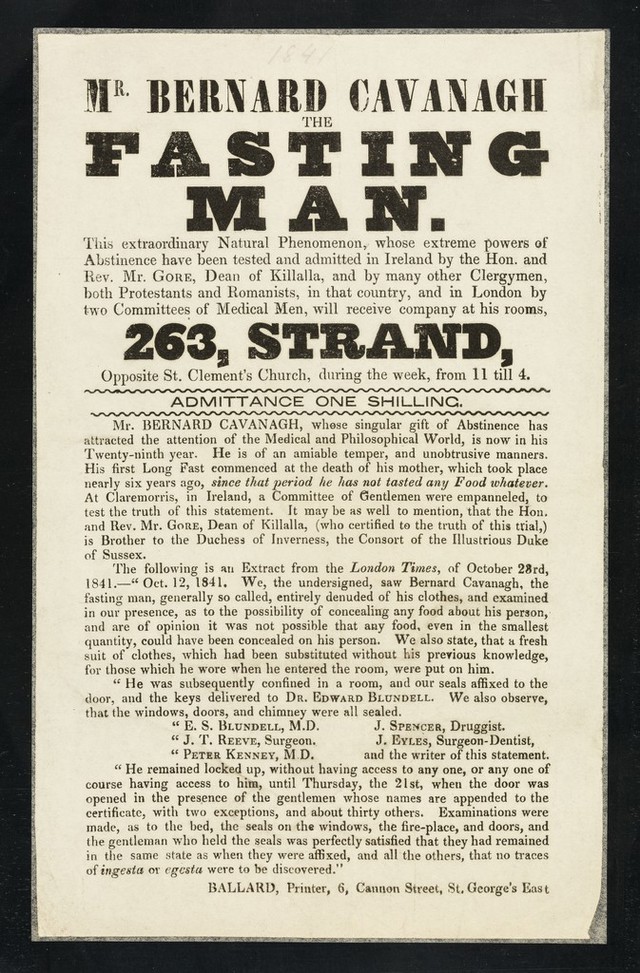 1841
Mr. BERNARD CAVANAGH
THE
FASTING
MAN.
This extraordinary Natural Phenomenon, whose extreme powers of
Abstinence have been tested and admitted in Ireland by the Hon. and
Rev. Mr. GORE, Dean of Killalla, and by many other Clergymen,
both Protestants and Romanists, in that country, and in London by
two Committees of Medical Men, will receive company at his rooms,
263, STRAND,
Opposite St. Clement's Church, during the week, from 11 till 4.
ADMITTANCE ONE SHILLING.
Mr. BERNARD CAVANAGH, whose singular gift of Abstinence has
attracted the attention of the Medical and Philosophical World, is now in his
Twenty-ninth year. He is of an amiable temper, and unobtrusive manners.
His first Long Fast commenced at the death of his mother, which took place
nearly six years ago, since that period he has not tasted any Food whatever.
At Claremorris, in Ireland, a Committee of Gentlemen were empanneled, to
test the truth of this statement. It may be as well to mention, that the Hon.
and Rev. Mr. GORE, Dean of Killalla, (who certified to the truth of this trial,)
is Brother to the Duchess of Inverness, the Consort of the Illustrious Duke
of Sussex.
The following is an Extract from the London Times, of October 23rd,
1841.—“ Oct. 12, 1841. We, the undersigned, saw Bernard Cavanagh, the
fasting man, generally so called, entirely denuded of his clothes, and examined
in our presence, as to the possibility of concealing any food about his person,
and are of opinion it was not possible that any food, even in the smallest
quantity, could have been concealed on his person. We also state, that a fresh
suit of clothes, which had been substituted without his previous knowledge,
for those which he wore when he entered the room, were put on him.
“ He was subsequently confined in a room, and our seals affixed to the
door, and the keys delivered to DR. EDWARD BLUNDELL. We also observe,
that the windows, doors, and chimney were all sealed.
“ E. S. BLUNDELL, M.D. J. SPENCER, Druggist.
“ J. T. REEVE, Surgeon. J. EYLES, Surgeon-Dentist,
“ PETER KENNEY, M D. and the writer of this statement.
“ He remained locked up, without having access to any one, or any one of
course having access to him, until Thursday, the 21st, when the door was
opened in the presence of the gentlemen whose names are appended to the
certificate, with two exceptions, and about thirty others. Examinations were
made, as to the bed, the seals on the windows, the fire-place, and doors, and
the gentleman who held the seals was perfectly satisfied that they had remained
in the same state as when they were affixed, and all the others, that no traces
of ingesta or egesta were to be discovered.”
BALLARD, Printer, 6, Cannon Street, St. George's East